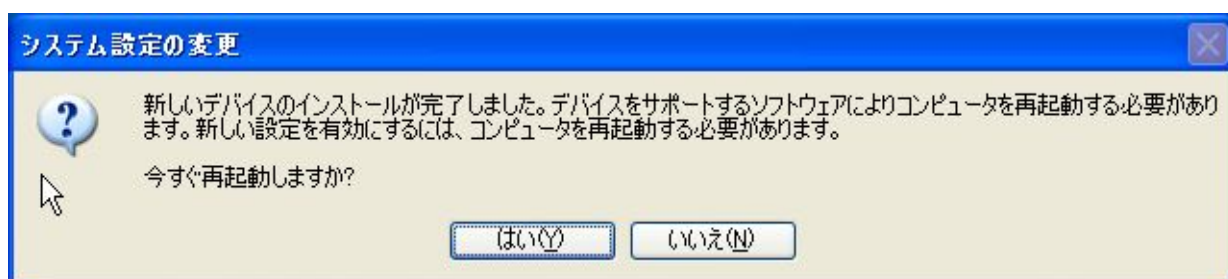 システム設定の変更
新しいデバイスのインストールが完了しました。デバイスをサポートするソフトウェアによりコンピュータを再起動する必要があり
ます。新しい設定を有効にするには、コンピュータを再起動する必要があります。
今すぐ再起動しますか?
はい(Y)
いいえ(N)